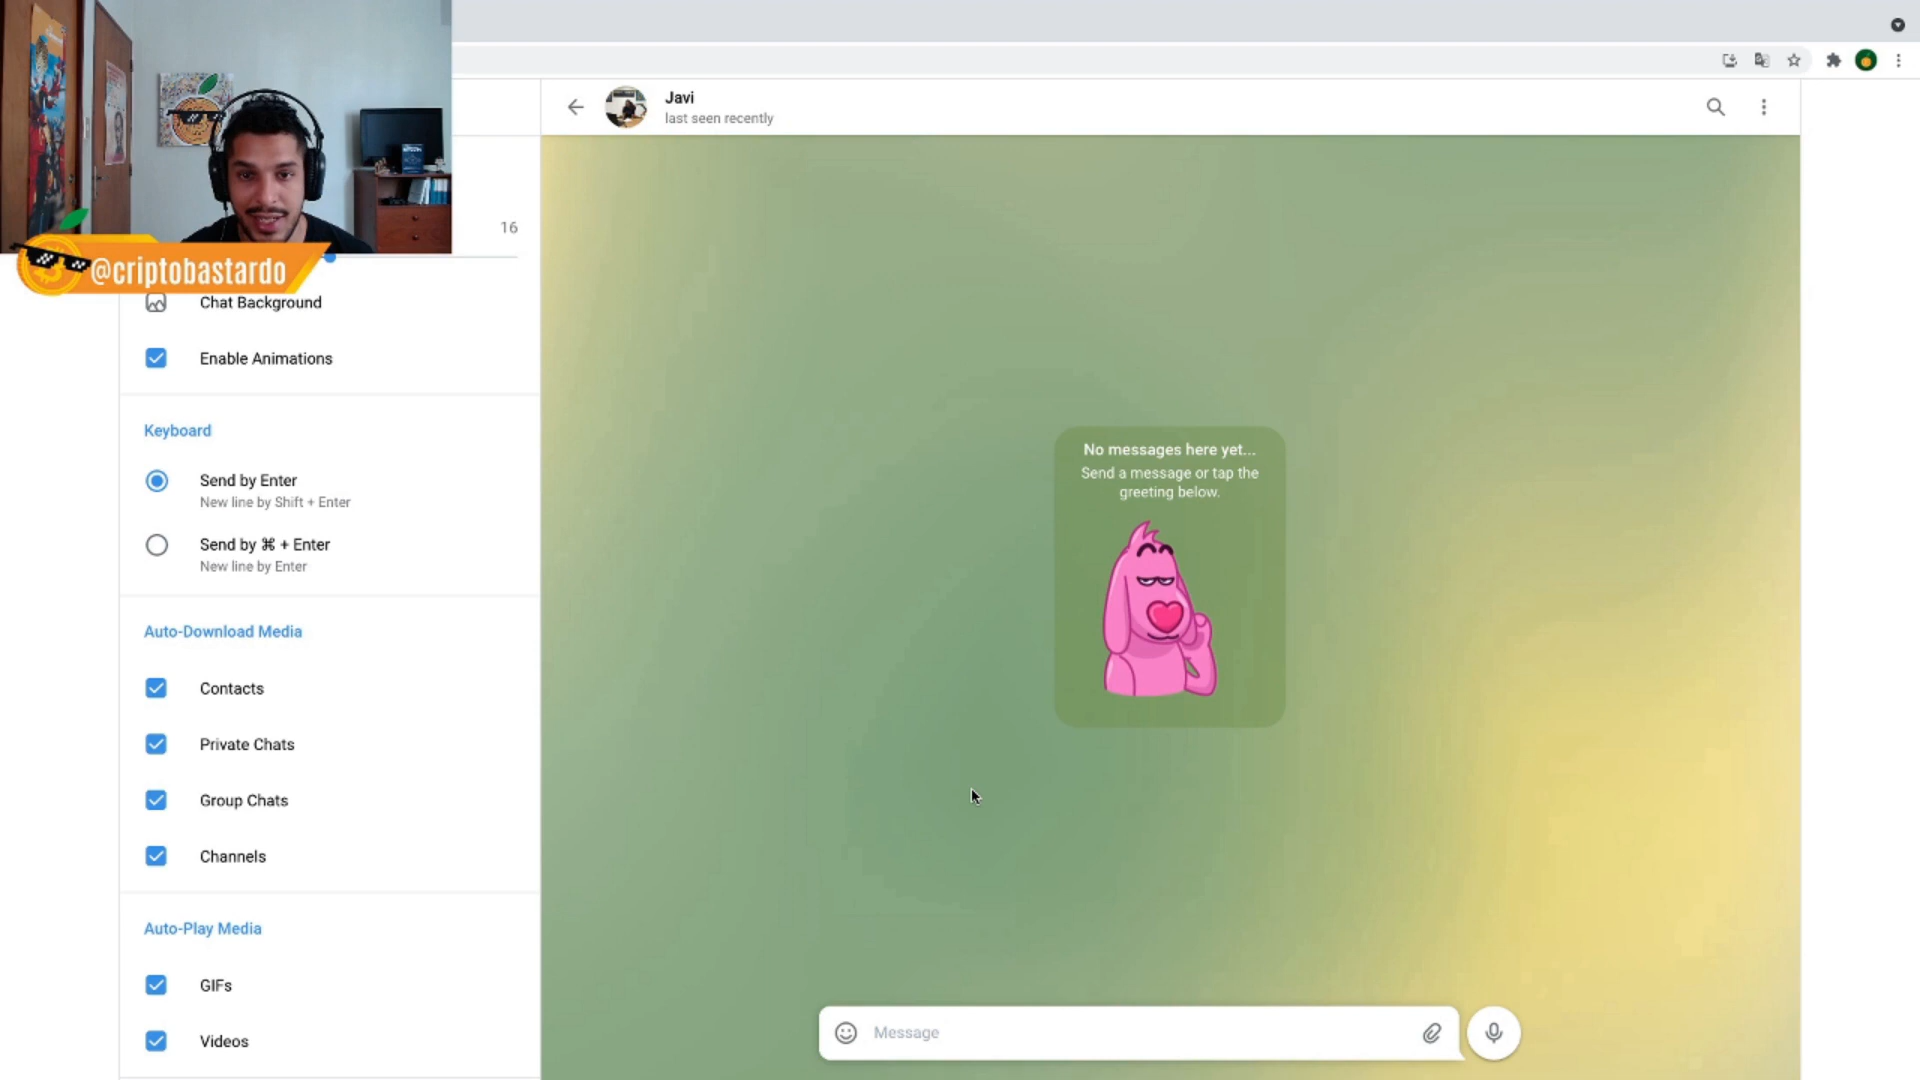 Javi
last seen recently
16
@criptobastardo
Chat Background
Enable Animations
Keyboard
Send by Enter
New line by Shift + Enter
Send by ⌘ + Enter
New line by Enter
Auto-Download Media
Contacts
Private Chats
Group Chats
Channels
Auto-Play Media
GIFs
Videos
No messages here yet...
Send a message or tap the
greeting below.
Message